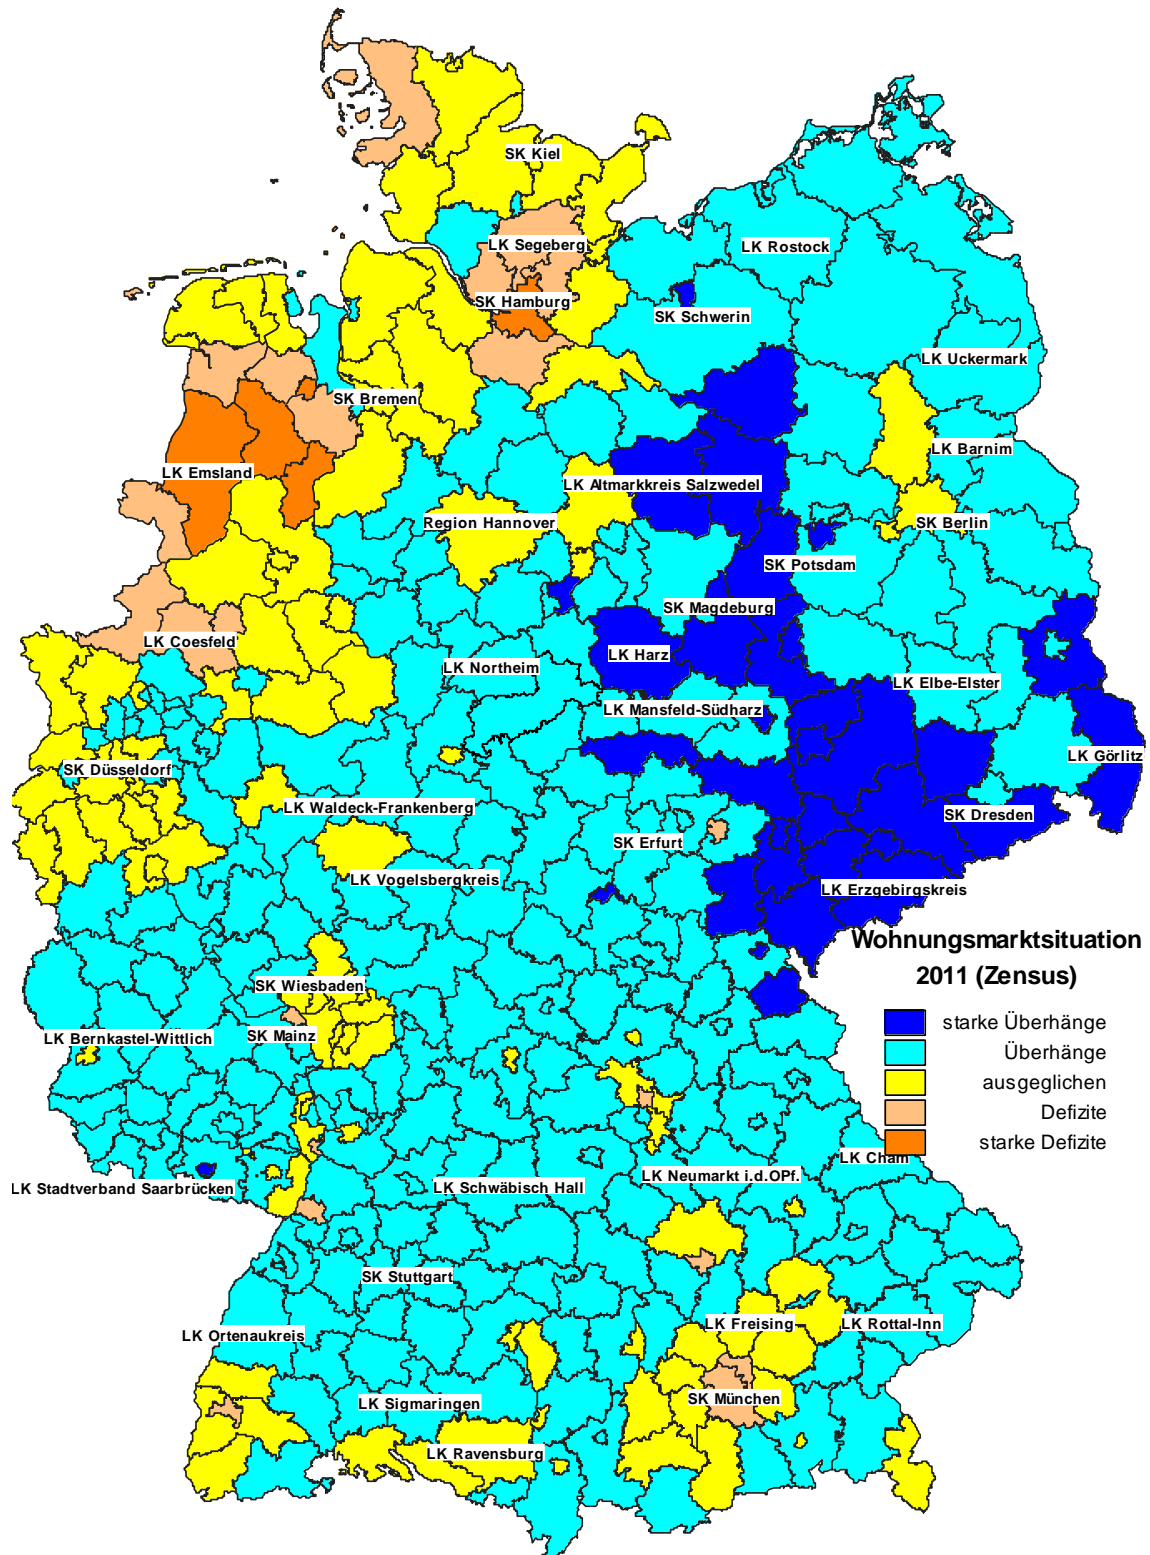 SK Kiel
LK Segeberg
LK Rostock
SK Hamburg
SK Schwerin
LK Uckermark
SK Bremen
LK Barnim
LK Emsland
LK Altmarkkreis Salzwedel
Region Hannover
SK Berlin
SK Potsdam
SK Magdeburg
LK Coesfeld
LK Northeim
LK Harz
LK Elbe-Elster
LK Mansfeld-Südharz
LK Görlitz
SK Düsseldorf
LK Waldeck-Frankenberg
SK Dresden
SK Erfurt
LK Vogelsbergkreis
LK Erzgebirgskreis
Wohnungsmarktsituation
2011 (Zensus)
starke Überhänge
Überhänge
ausgeglichen
Defizite
starke Defizite
SK Wiesbaden
LK Bernkastel-Wittlich
SK Mainz
LK Cham
LK Neumarkt i.d.OPf.
LK Stadtverband Saarbrücken
LK Schwäbisch Hall
SK Stuttgart
LK Ortenaukreis
LK Freising
LK Rottal-Inn
LK Sigmaringen
SK München
LK Ravensburg